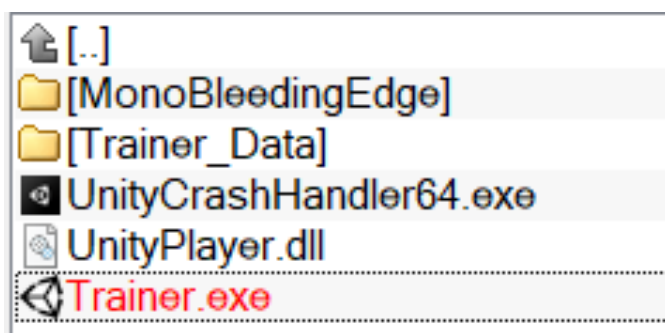 [..]
[MonoBleedingEdge]
[Trainer_Data]
UnityCrashHandler64.exe
UnityPlayer.dll
Trainer.exe